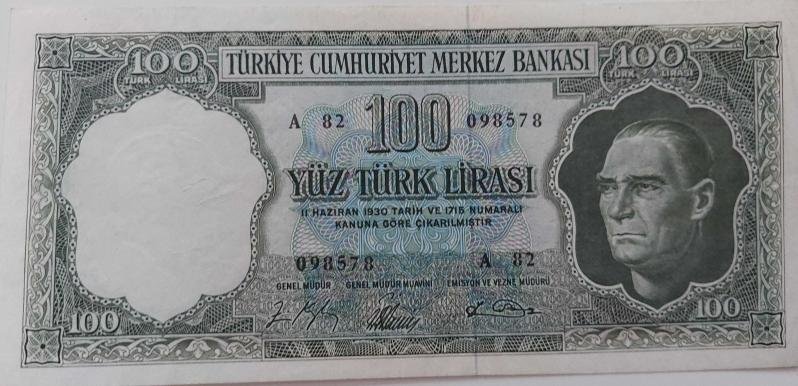 100 TÜRKİYE CUMHURİYET MERKEZ BANKASI 100
TÜRK LİRASI TÜRK LİRASI
A 82 100 098578
YÜZ TÜRK LİRASI
11 HAZİRAN 1930 TARİH VE 1715 NUMARALI
KANUNA GÖRE ÇIKARILMIŞTIR
098578 A 82
GENEL MÜDÜR GENEL MÜDÜR MUAVİNİ EMİSYON VE VEZNE MÜDÜRÜ
100 100